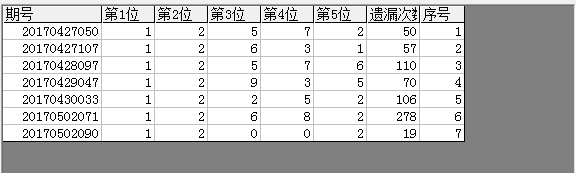 期号 第1位 第2位 第3位 第4位 第5位 遗漏次数 序号
20170427050 1 2 5 7 2 50 1
20170427107 1 2 6 3 1 57 2
20170428097 1 2 5 7 6 110 3
20170429047 1 2 9 3 5 70 4
20170430033 1 2 2 5 2 106 5
20170502071 1 2 6 8 2 278 6
20170502090 1 2 0 0 2 19 7